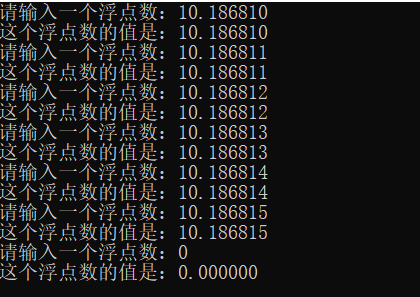 请输入一个浮点数：10.186810
这个浮点数的值是：10.186810
请输入一个浮点数：10.186811
这个浮点数的值是：10.186811
请输入一个浮点数：10.186812
这个浮点数的值是：10.186812
请输入一个浮点数：10.186813
这个浮点数的值是：10.186813
请输入一个浮点数：10.186814
这个浮点数的值是：10.186814
请输入一个浮点数：10.186815
这个浮点数的值是：10.186815
请输入一个浮点数：0
这个浮点数的值是：0.000000